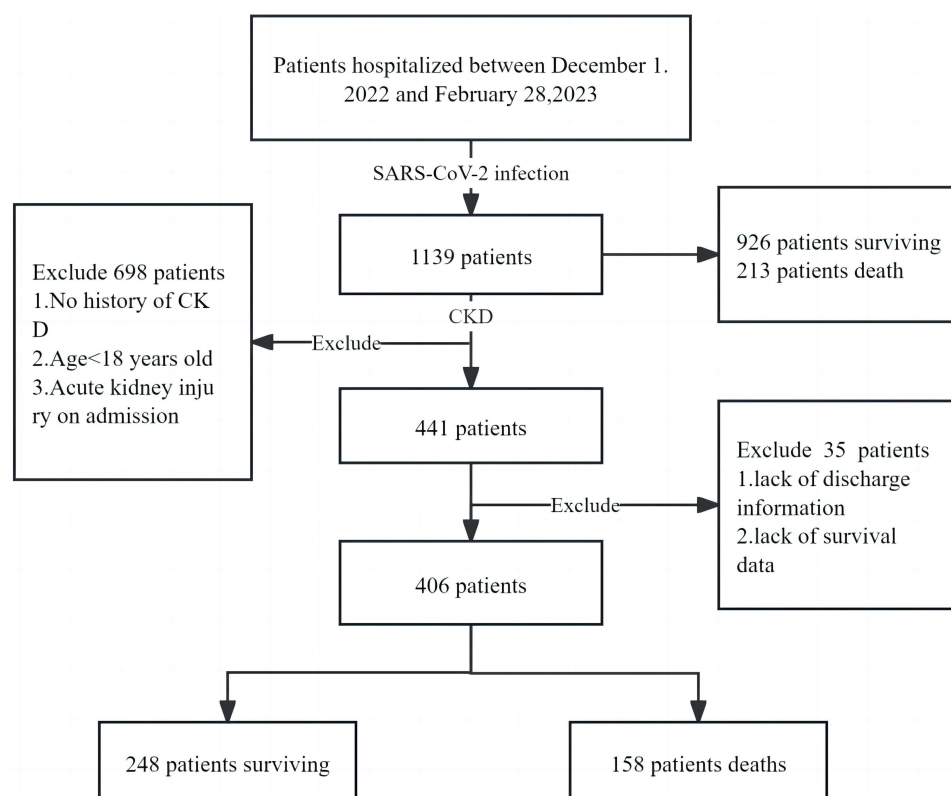 Patients hospitalized between December 1.
2022 and February 28,2023
SARS-CoV-2 infection
1139 patients
926 patients surviving
213 patients death
Exclude 698 patients
1.No history of CK
D
2.Age<18 years old
3.Acute kidney inju
ry on admission
CKD
Exclude
441 patients
Exclude 35 patients
1.lack of discharge
information
2.lack of survival
data
Exclude
406 patients
248 patients surviving
158 patients deaths